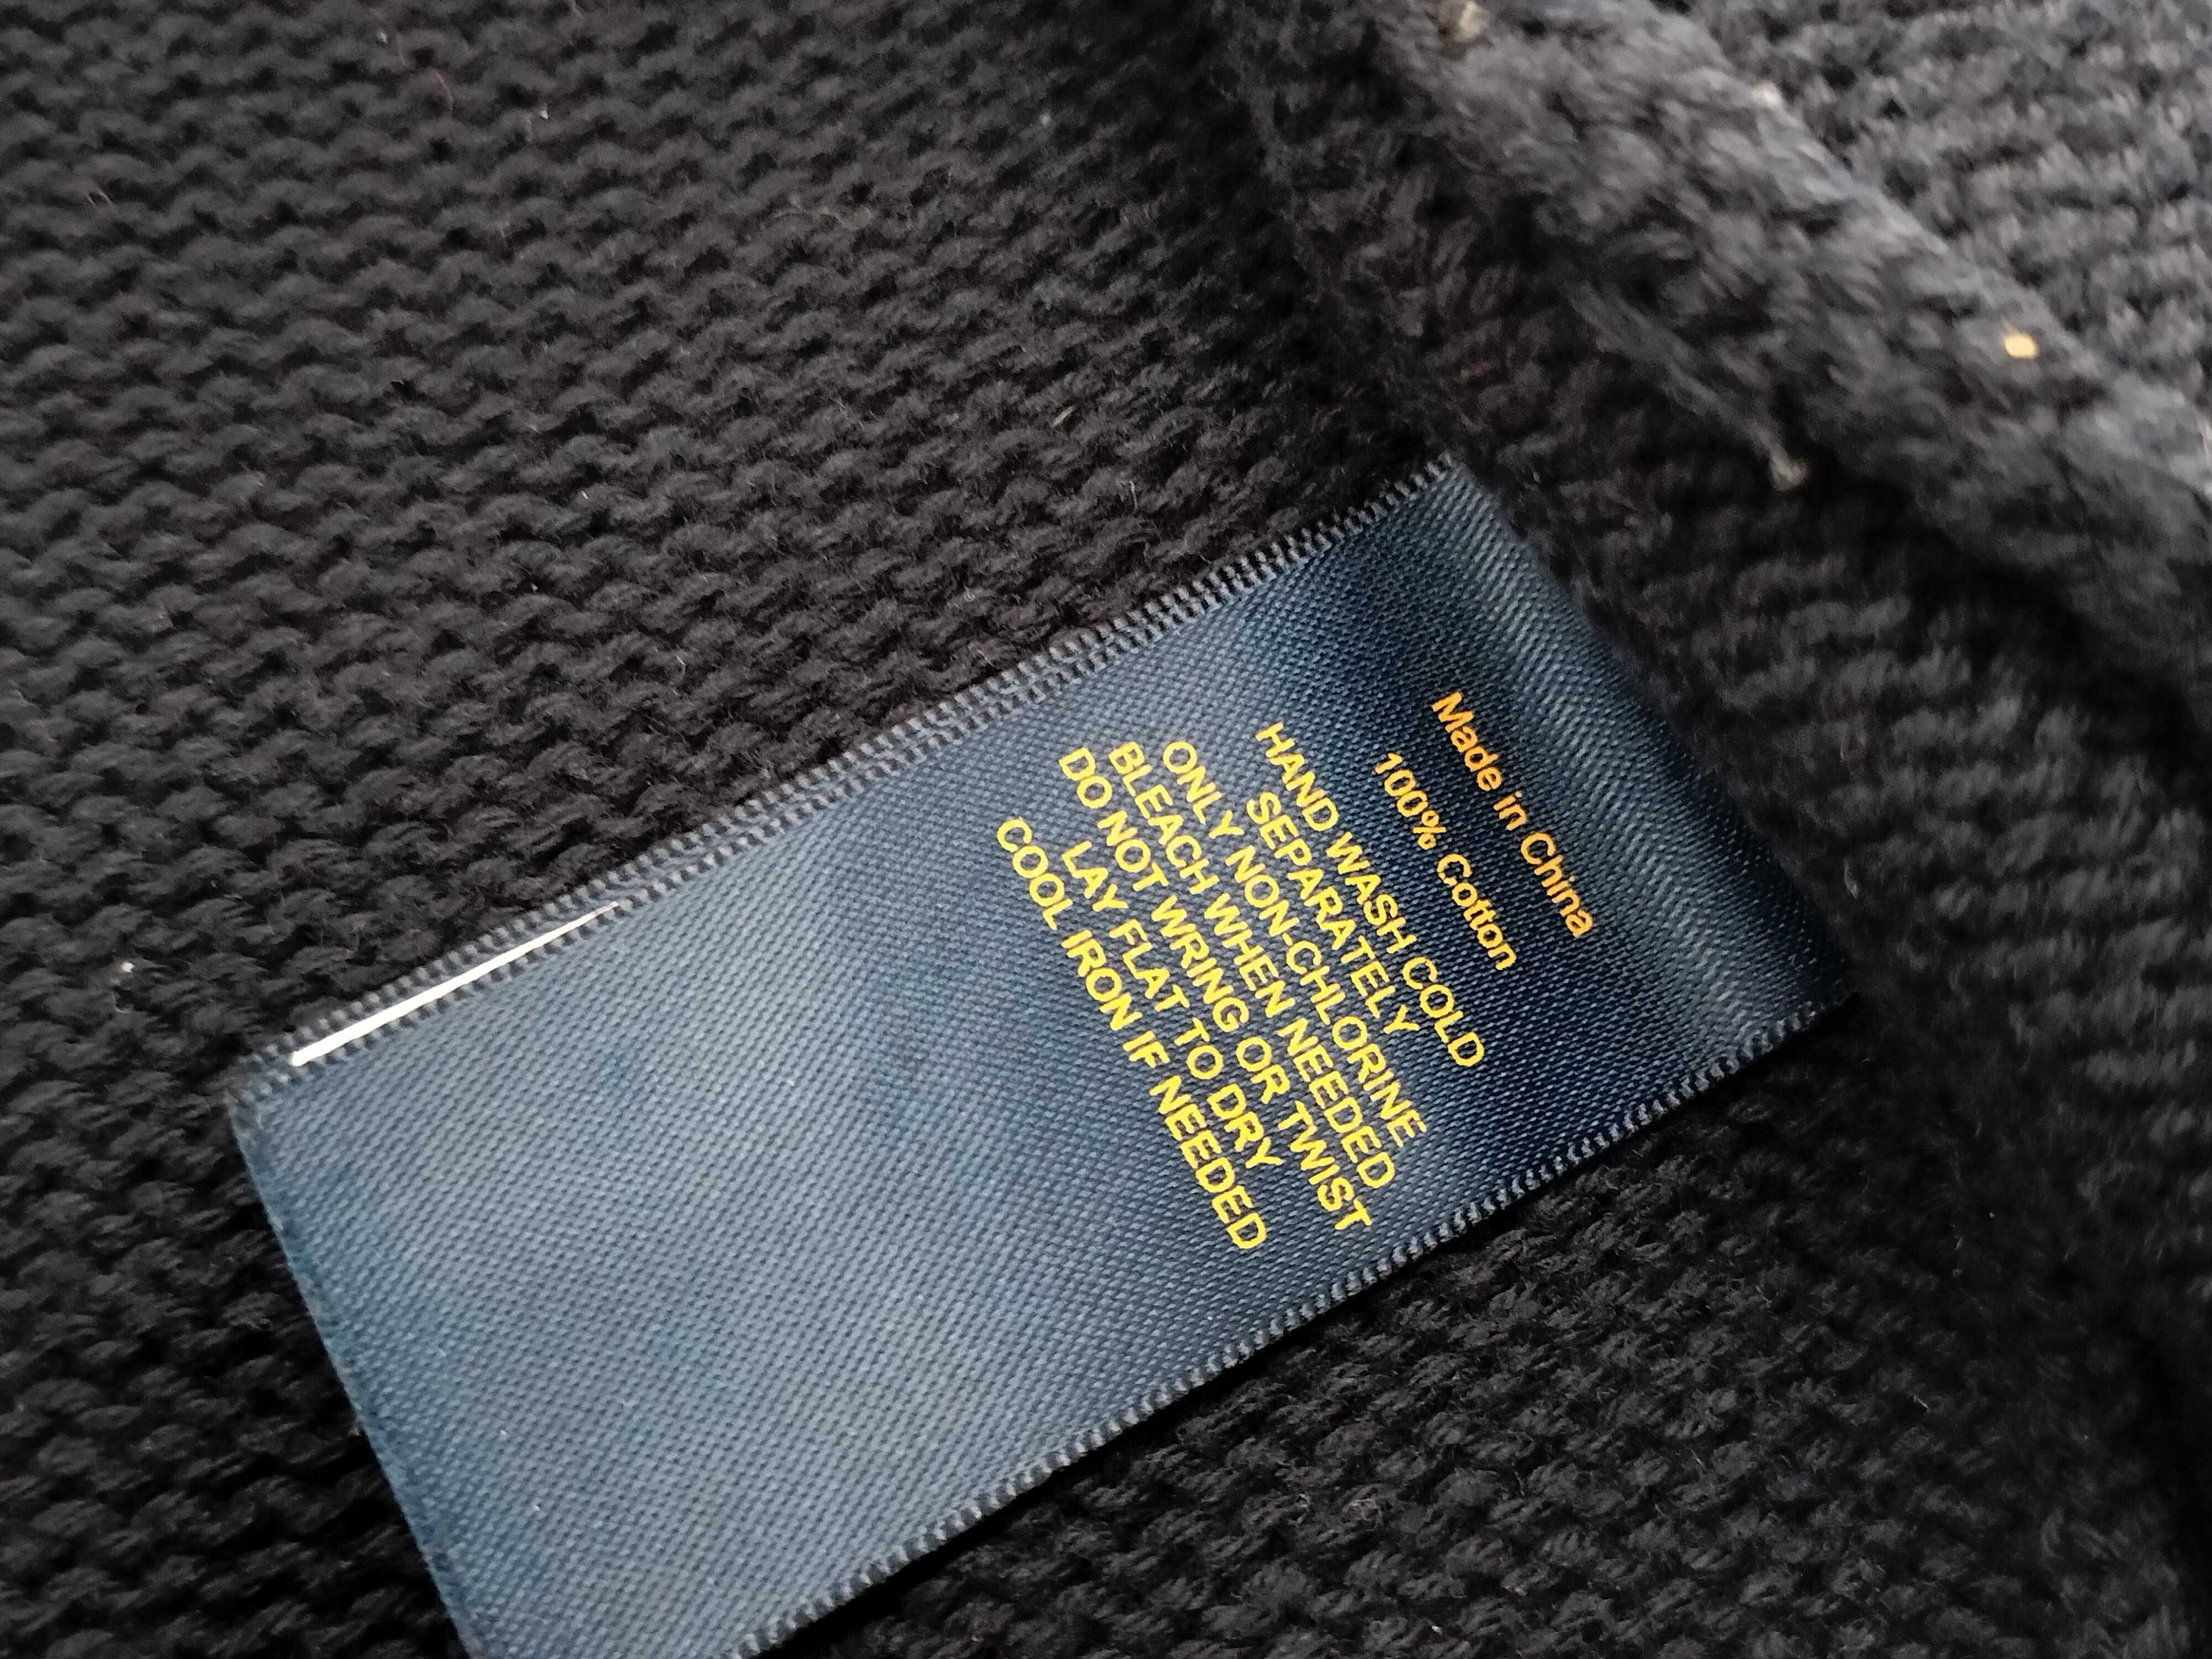 Made in China
100% Cotton
HAND WASH COLD
SEPARATELY
ONLY NON-CHLORINE
BLEACH WHEN NEEDED
DO NOT WRING OR TWIST
LAY FLAT TO DRY
COOL IRON IF NEEDED